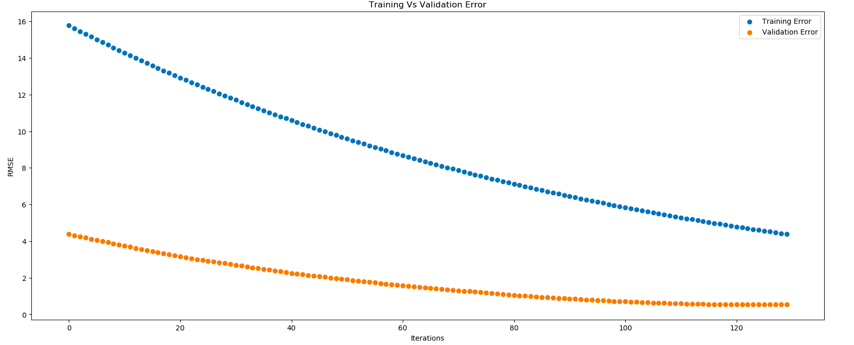 Training Vs Validation Error
16
14
12
10
8
6
4
2
0
RMSE
Training Error
Validation Error
0 20 40 60 80 100 120
Iterations